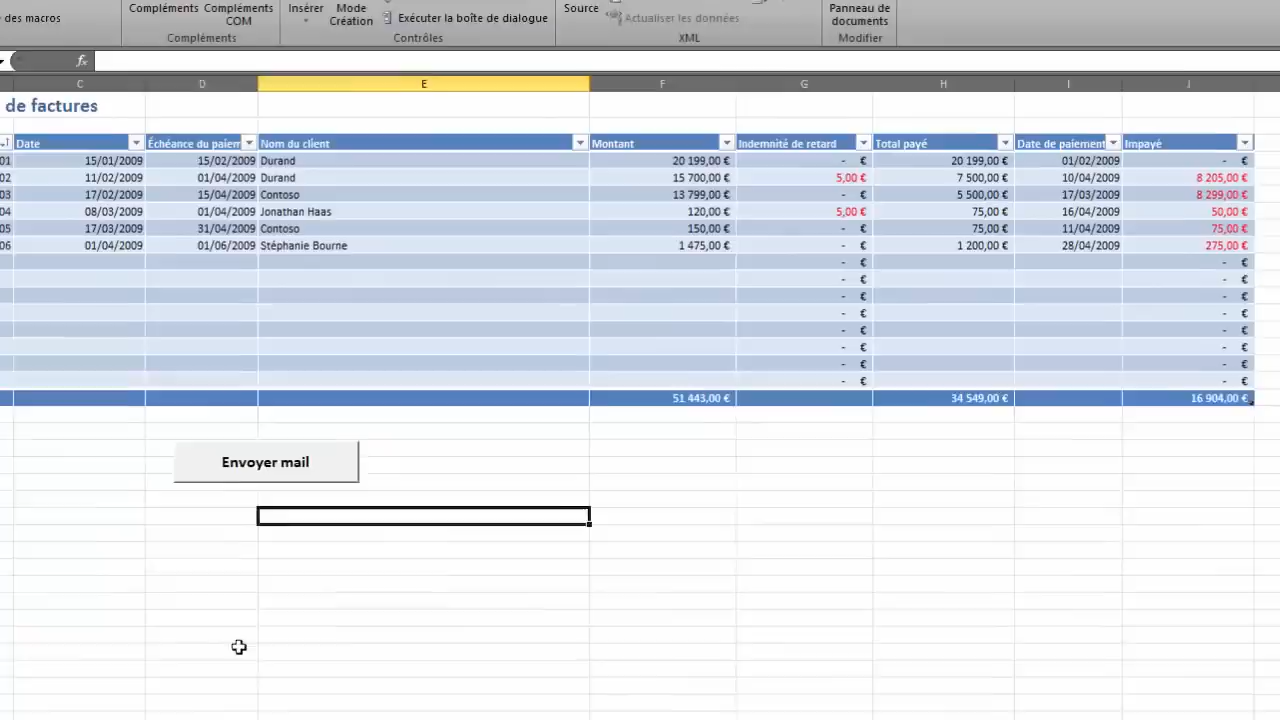 des macros
Compléments Compléments COM
Compléments
Insérer Mode Création
Exécuter la boîte de dialogue
Contrôles
Source
Actualiser les données
XML
Panneau de documents
Modifier
fx
C D E F G H I J
de factures
Date Échéance du paiem Nom du client Montant Indemnité de retard Total payé Date de paiement Impayé
01 15/01/2009 15/02/2009 Durand 20 199,00 € - € 20 199,00 € 01/02/2009 - €
02 11/02/2009 01/04/2009 Durand 15 700,00 € 5,00 € 7 500,00 € 10/04/2009 8 205,00 €
03 17/02/2009 15/04/2009 Contoso 13 799,00 € - € 5 500,00 € 17/03/2009 8 299,00 €
04 08/03/2009 01/04/2009 Jonathan Haas 120,00 € 5,00 € 75,00 € 16/04/2009 50,00 €
05 17/03/2009 31/04/2009 Contoso 150,00 € - € 75,00 € 11/04/2009 75,00 €
06 01/04/2009 01/06/2009 Stéphanie Bourne 1 475,00 € - € 1 200,00 € 28/04/2009 275,00 €
- € - €
- € - €
- € - €
- € - €
- € - €
- € - €
- € - €
- € - €
51 443,00 € 34 549,00 € 16 904,00 €
Envoyer mail